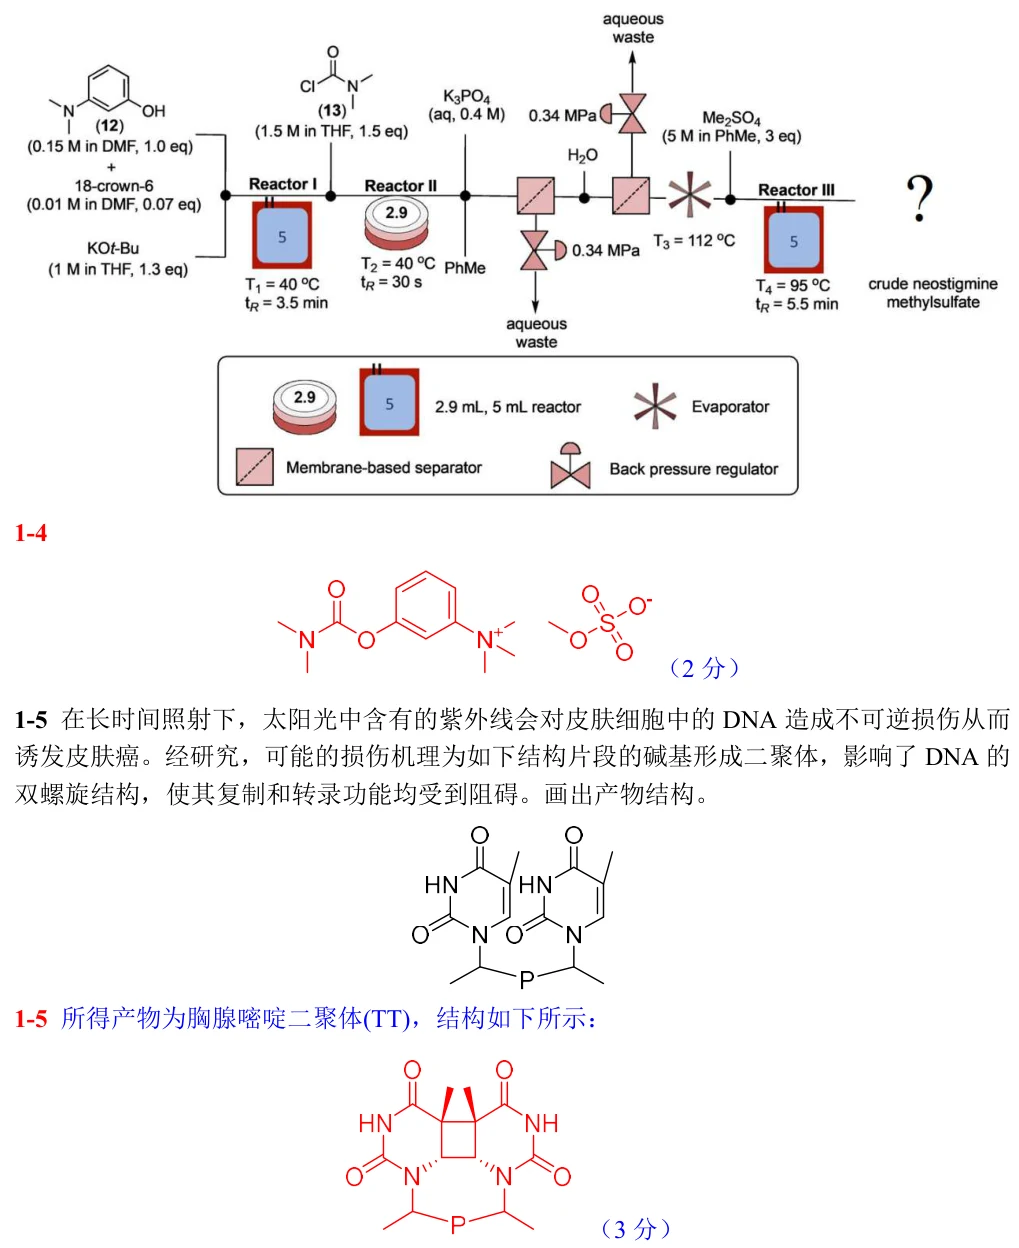 aqueous
waste
O
Cl
N
(13)
(1.5 M in THF, 1.5 eq)
K₃PO₄
(aq, 0.4 M)
0.34 MPa
Me₂SO₄
(5 M in PhMe, 3 eq)
N
OH
(12)
(0.15 M in DMF, 1.0 eq)
+
18-crown-6
(0.01 M in DMF, 0.07 eq)
KOt-Bu
(1 M in THF, 1.3 eq)
Reactor I
5
T₁ = 40 ºC
tR = 3.5 min
Reactor II
2.9
T₂ = 40 ºC
tR = 30 s
PhMe
H₂O
0.34 MPa
aqueous
waste
T₃ = 112 ºC
Reactor III
5
T₄ = 95 ºC
tR = 5.5 min
?
crude neostigmine
methylsulfate
2.9
5
2.9 mL, 5 mL reactor
Evaporator
Membrane-based separator
Back pressure regulator
1-4
O
N
O
N⁺
O
O⁻
S
O
O
（2 分）
1-5 在长时间照射下，太阳光中含有的紫外线会对皮肤细胞中的 DNA 造成不可逆损伤从而
诱发皮肤癌。经研究，可能的损伤机理为如下结构片段的碱基形成二聚体，影响了 DNA 的
双螺旋结构，使其复制和转录功能均受到阻碍。画出产物结构。
O O
HN HN
O N O N
P
1-5 所得产物为胸腺嘧啶二聚体(TT)，结构如下所示：
O O
HN NH
O N N O
P
（3 分）